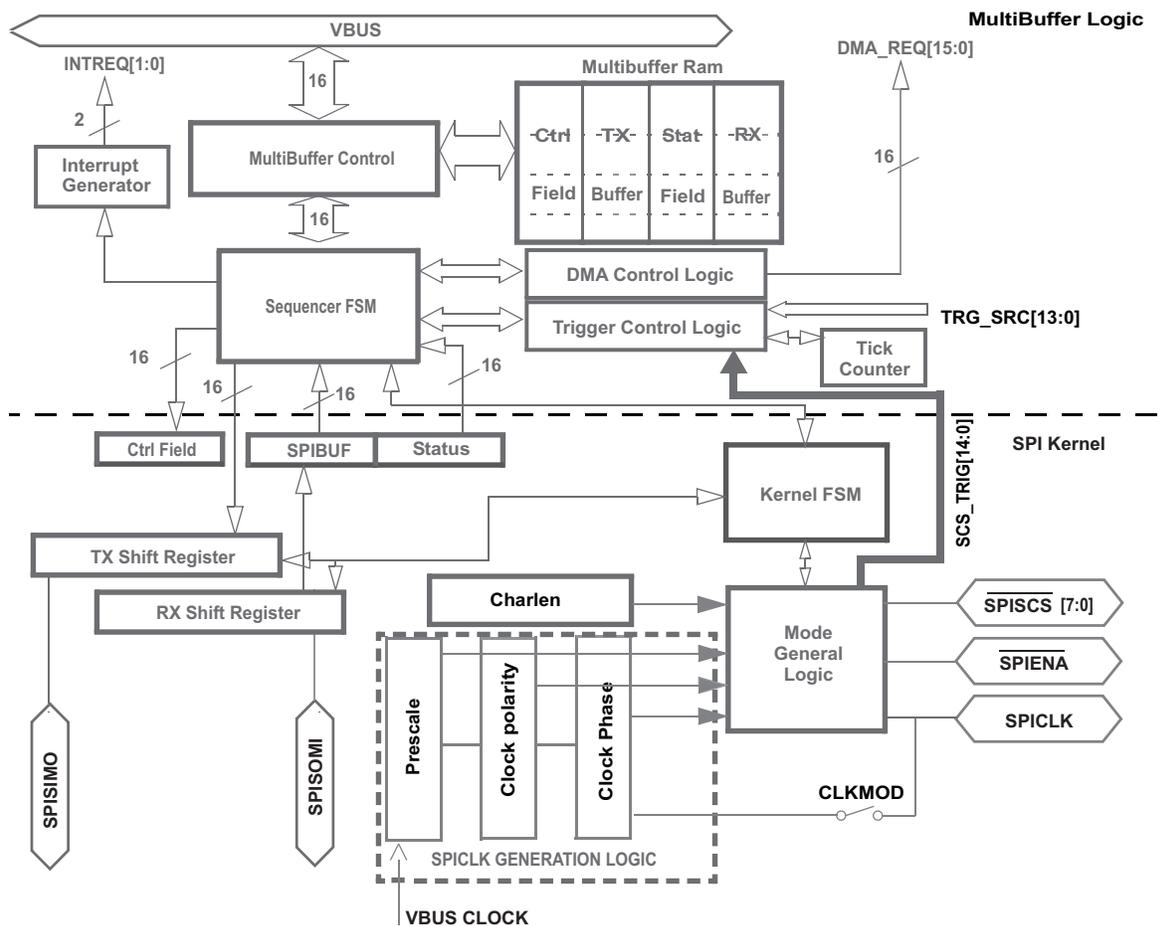 MultiBuffer Logic
VBUS
INTREQ[1:0]
DMA_REQ[15:0]
16
Multibuffer Ram
2
MultiBuffer Control
Ctrl
TX
Stat
RX
Interrupt
Generator
16
Field
Buffer
Field
Buffer
16
Sequencer FSM
DMA Control Logic
Trigger Control Logic
TRG_SRC[13:0]
Tick
Counter
16
16
16
16
Ctrl Field
SPIBUF
Status
SPI Kernel
SCS_TRIG[14:0]
Kernel FSM
TX Shift Register
RX Shift Register
Charlen
Mode
General
Logic
SPISCS [7:0]
SPIENA
SPICLK
SPISIMO
SPISOMI
Prescale
Clock polarity
Clock Phase
CLKMOD
SPICLK GENERATION LOGIC
VBUS CLOCK